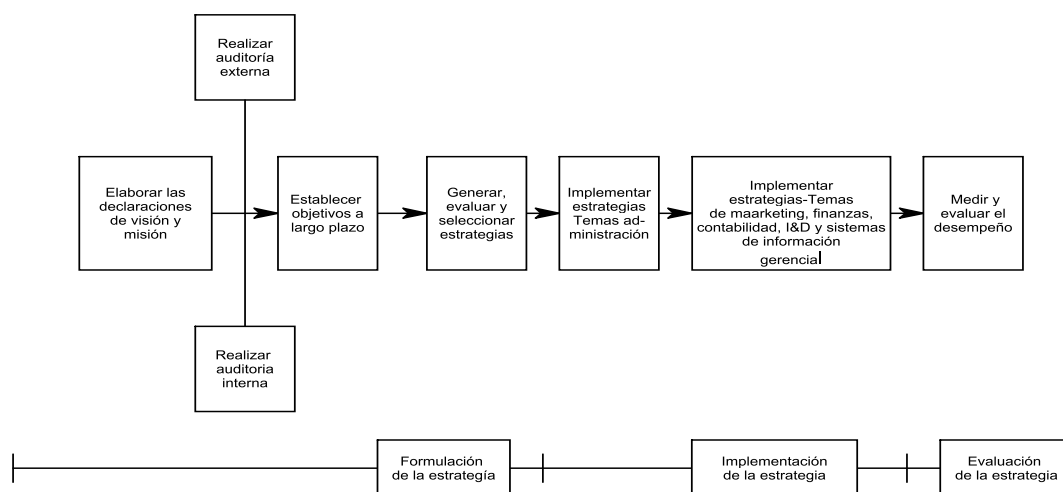 Realizar
auditoría
externa
Elaborar las
declaraciones
de visión y
misión
Establecer
objetivos a
largo plazo
Generar,
evaluar y
seleccionar
estrategias
Implementar
estrategias
Temas ad-
ministración
Implementar
estrategias-Temas
de maarketing, finanzas,
contabilidad, I&D y sistemas
de información
gerencial
Medir y
evaluar el
desempeño
Realizar
auditoria
interna
Formulación
de la estrategía
Implementación
de la estrategia
Evaluación
de la estrategia